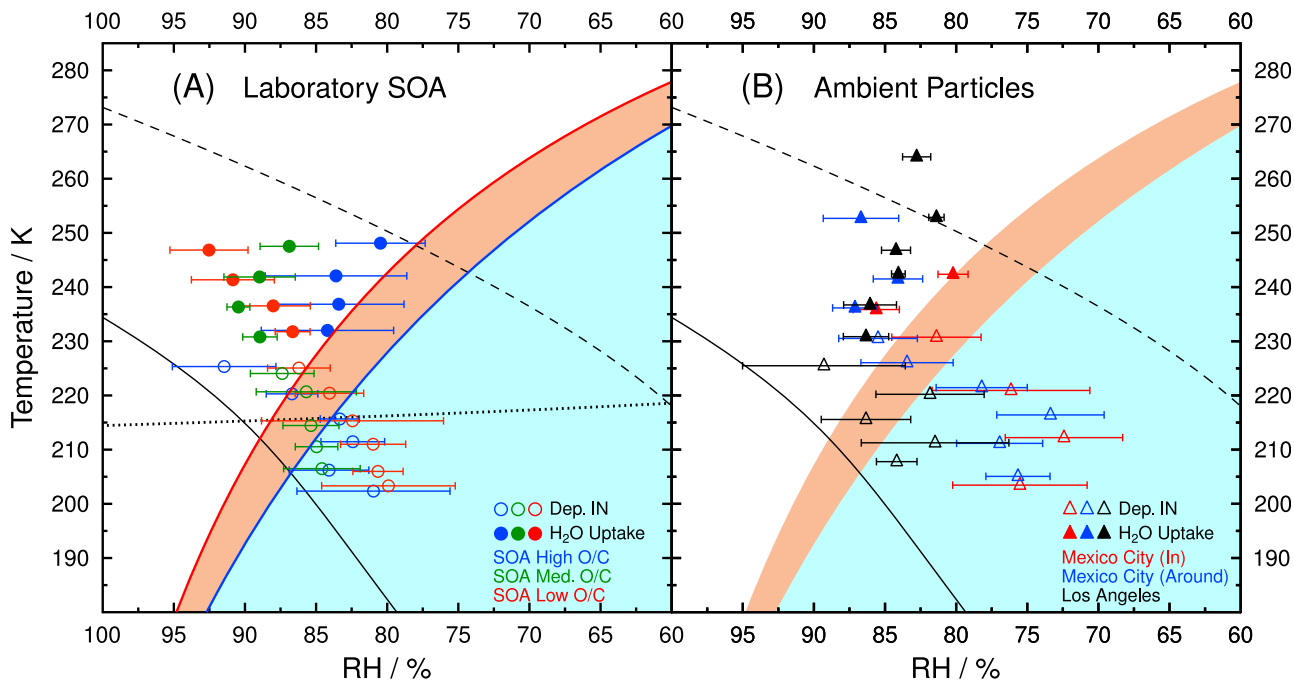 100 95 90 85 80 75 70 65 60
95 90 85 80 75 70 65 60
(A) Laboratory SOA
(B) Ambient Particles
Temperature / K
280
270
260
250
240
230
220
210
200
190
280
270
260
250
240
230
220
210
200
190
Dep. IN
H₂O Uptake
SOA High O/C
SOA Med. O/C
SOA Low O/C
Dep. IN
H₂O Uptake
Mexico City (In)
Mexico City (Around)
Los Angeles
100 95 90 85 80 75 70 65 60
95 90 85 80 75 70 65 60
RH / %
RH / %